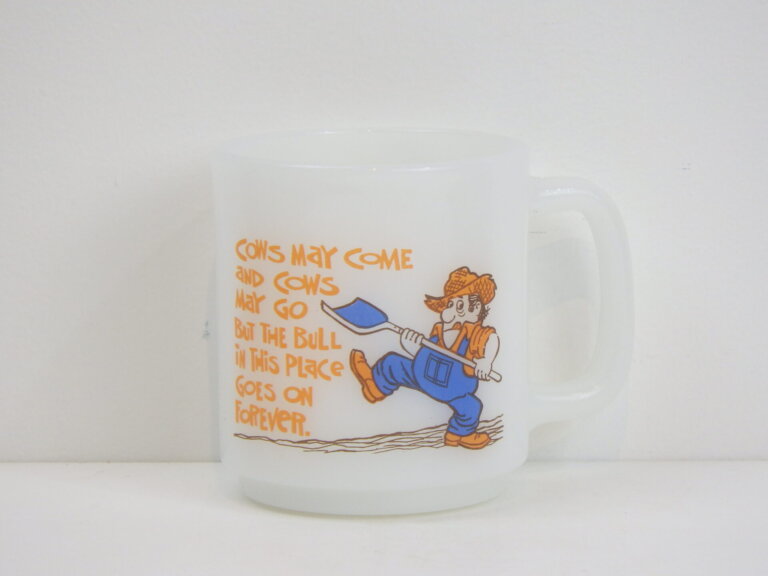 COWS MAY COME
AND COWS
MAY GO
BUT THE BULL
iN THIS PLACE
GOES ON
FOREVER.